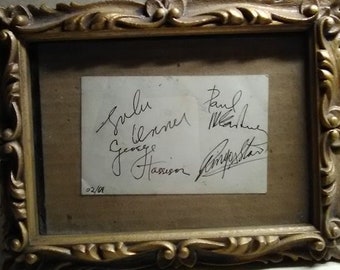 John
Lennon
George
Harrison
Paul
McCartney
Ringo Starr